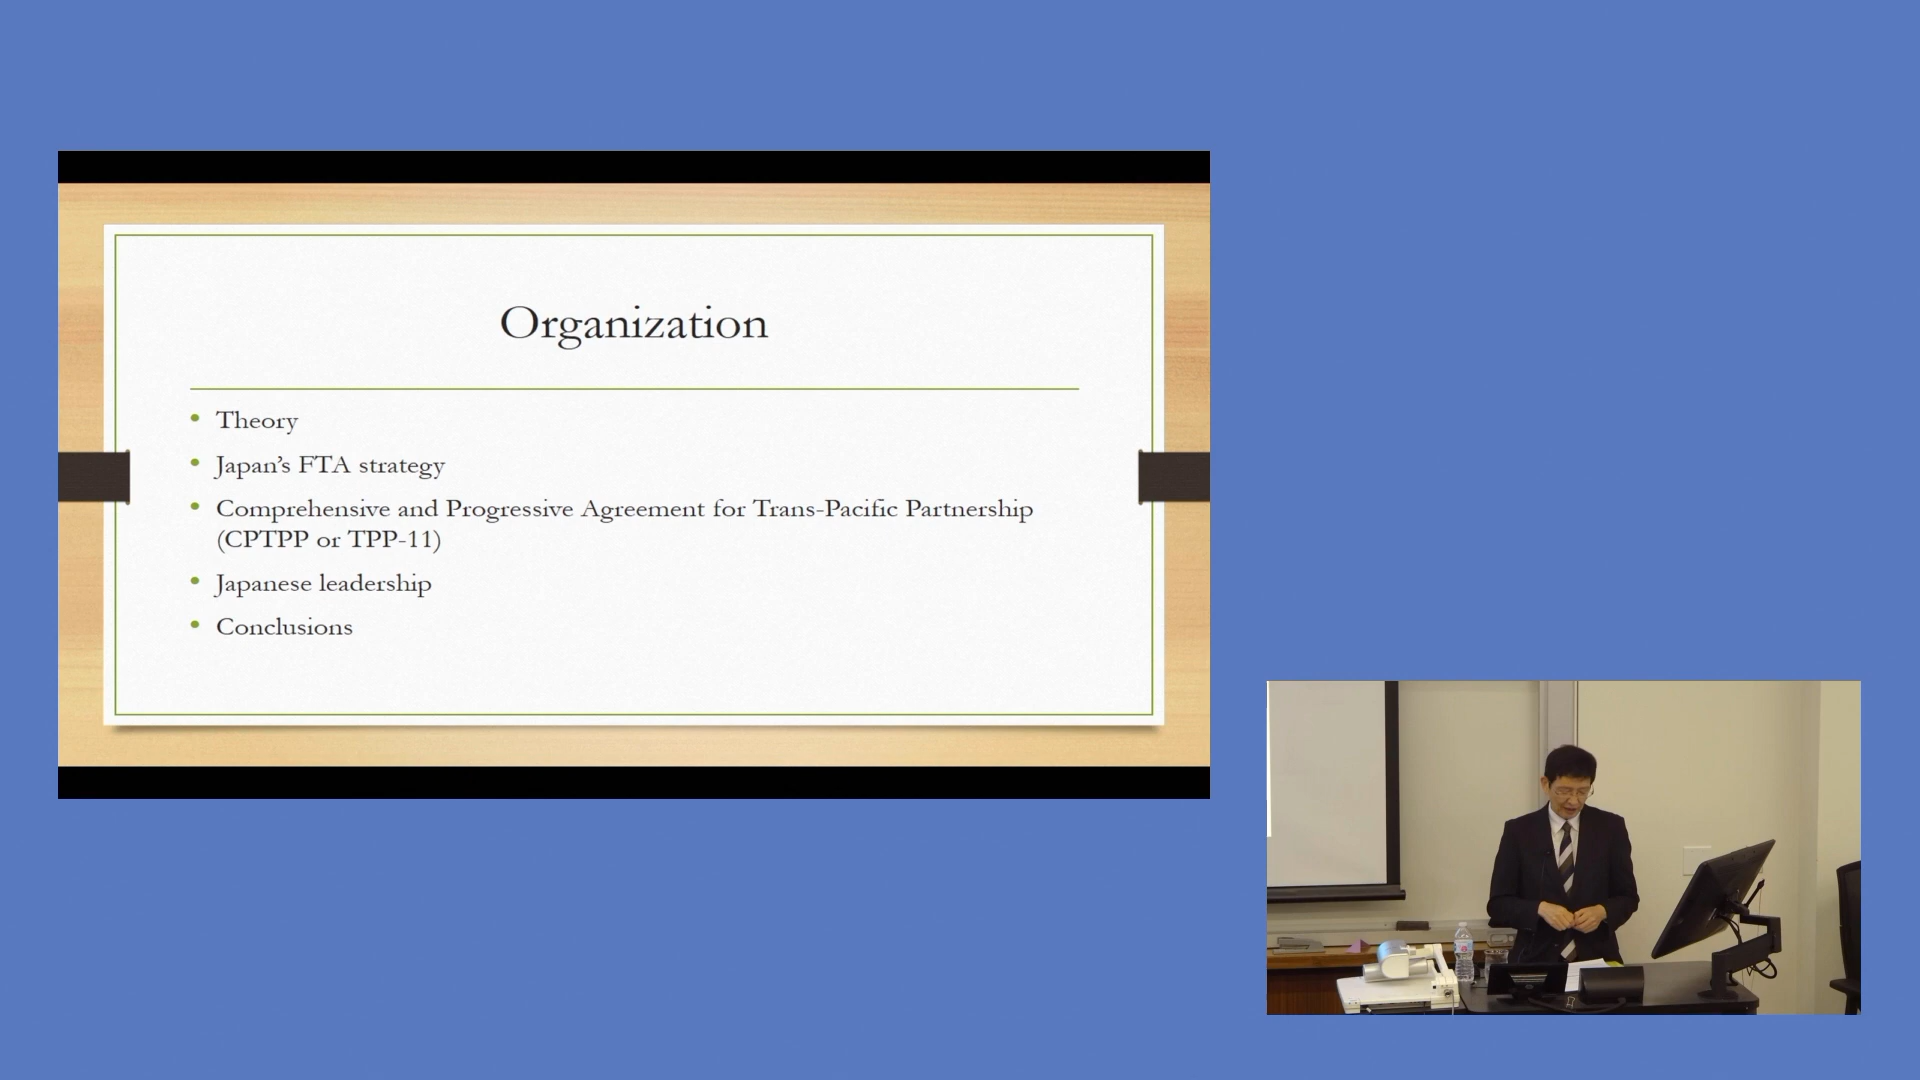 Organization
• Theory
• Japan’s FTA strategy
• Comprehensive and Progressive Agreement for Trans-Pacific Partnership
(CPTPP or TPP-11)
• Japanese leadership
• Conclusions